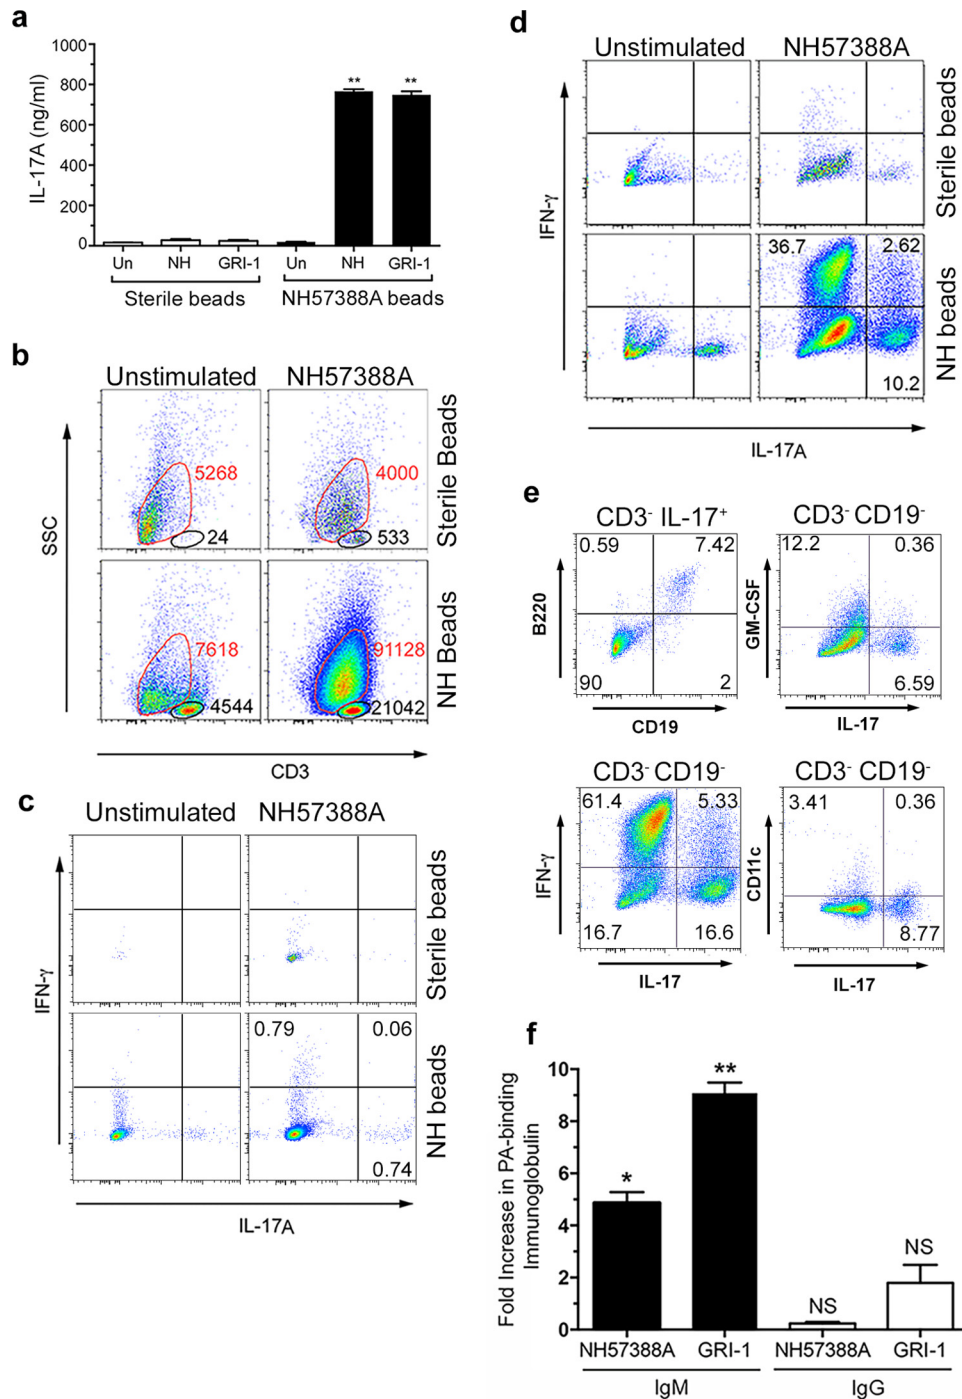 a
1000
800
600
400
200
0
IL-17A (ng/ml)
** **
Un NH GRI-1 Un NH GRI-1
Sterile beads NH57388A beads
b
Unstimulated NH57388A
5268 4000
24 533
Sterile Beads
7618 91128
4544 21042
NH Beads
SSC
CD3
c
Unstimulated NH57388A
Sterile beads
0.79 0.06
0.74
NH beads
IFN-γ
IL-17A
d
Unstimulated NH57388A
Sterile beads
36.7 2.62
10.2
NH beads
IFN-γ
IL-17A
e
CD3- IL-17+
0.59 7.42
90 2
B220
CD19
CD3- CD19-
12.2 0.36
6.59
GM-CSF
IL-17
CD3- CD19-
61.4 5.33
16.7 16.6
IFN-γ
IL-17
CD3- CD19-
3.41 0.36
8.77
CD11c
IL-17
f
10
8
6
4
2
0
Fold Increase in PA-binding
Immunoglobulin
* ** NS NS
NH57388A GRI-1 NH57388A GRI-1
IgM IgG